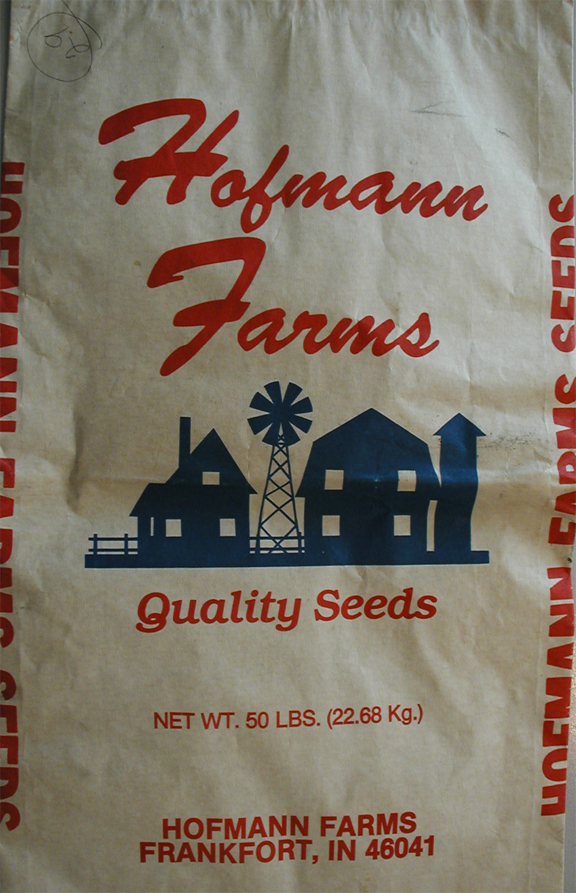 Hofmann
Farms
Quality Seeds
NET WT. 50 LBS. (22.68 Kg.)
HOFMANN FARMS
FRANKFORT, IN 46041
HOFMANN FARMS SEEDS
HOFMANN FARMS SEEDS